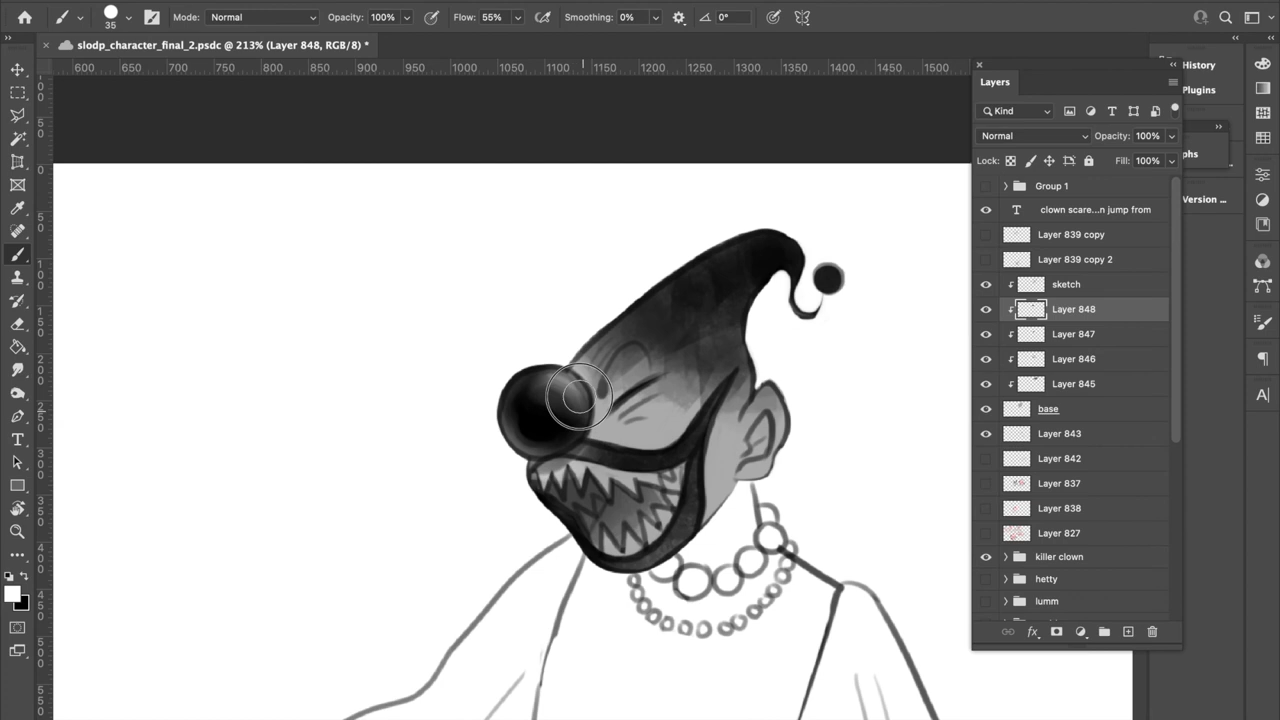 35 Mode: Normal Opacity: 100% Flow: 55% Smoothing: 0% 0°
slodp_character_final_2.psdc @ 213% (Layer 848, RGB/8) *
600 650 700 750 800 850 900 950 1000 1050 1100 1150 1200 1250 1300 1350 1400 1450 1500
History
Plugins
Version ...
Layers
Kind
Normal Opacity: 100%
Lock: Fill: 100%
Group 1
T clown scare...n jump from
Layer 839 copy
Layer 839 copy 2
sketch
Layer 848
Layer 847
Layer 846
Layer 845
base
Layer 843
Layer 842
Layer 837
Layer 838
Layer 827
killer clown
hetty
lumm
fx